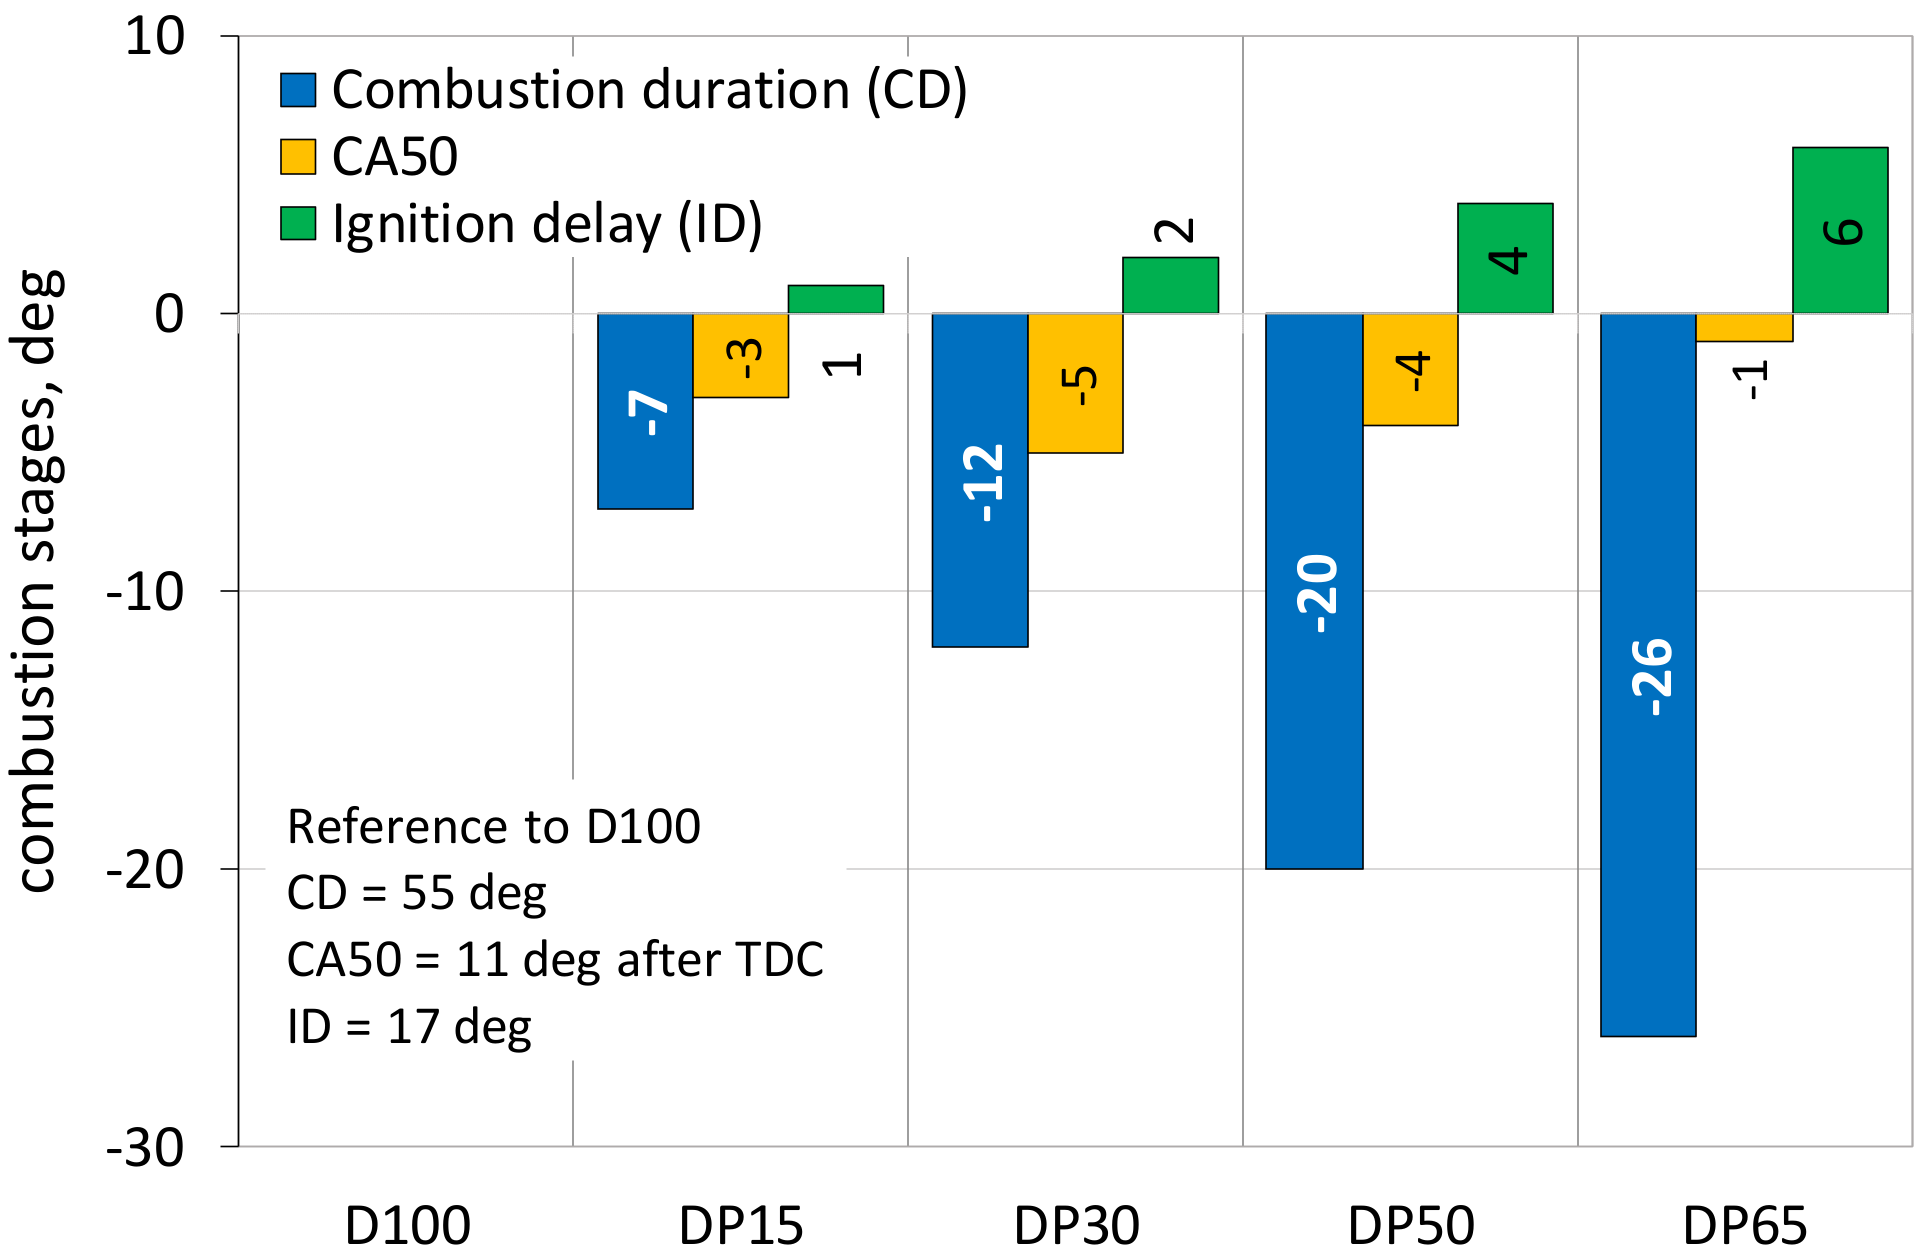 10
0
-10
-20
-30
combustion stages, deg
Combustion duration (CD)
CA50
Ignition delay (ID)
-7
-3
1
-12
-5
2
-20
-4
4
-26
-1
6
Reference to D100
CD = 55 deg
CA50 = 11 deg after TDC
ID = 17 deg
D100
DP15
DP30
DP50
DP65